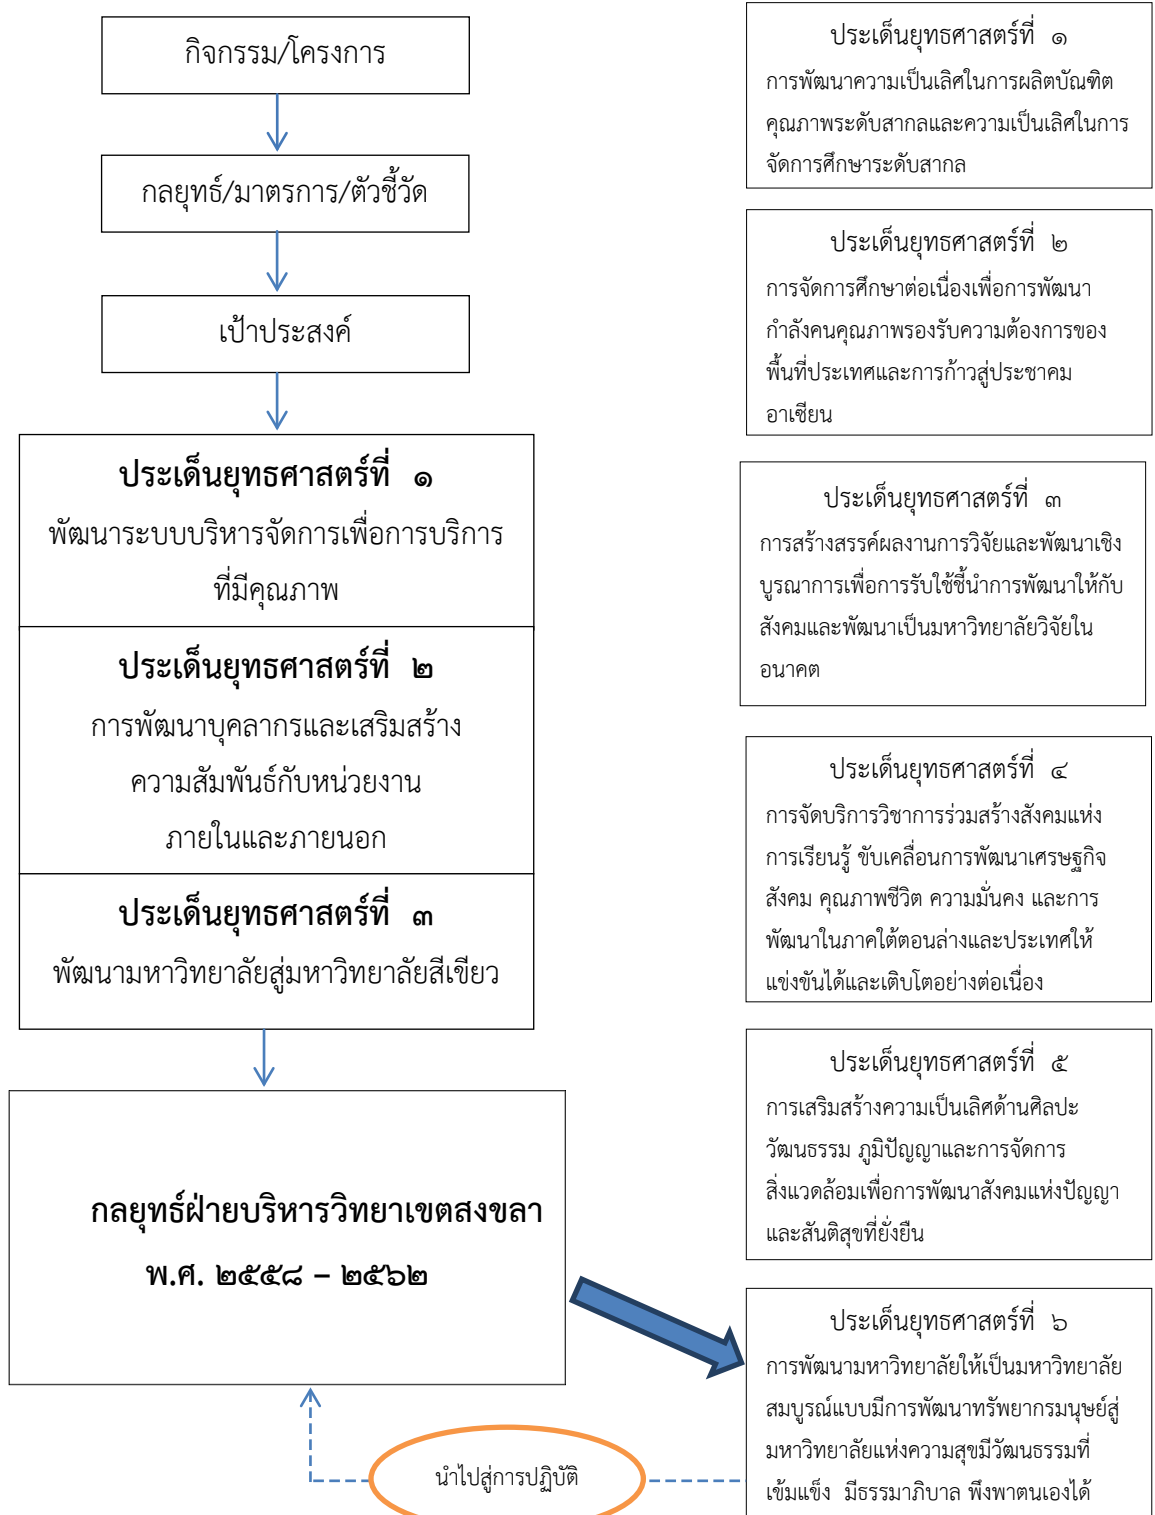 กิจกรรม/โครงการ
กลยุทธ์/มาตรการ/ตัวชี้วัด
เป้าประสงค์
ประเด็นยุทธศาสตร์ที่ ๑
พัฒนาระบบบริหารจัดการเพื่อการบริการ
ที่มีคุณภาพ
ประเด็นยุทธศาสตร์ที่ ๒
การพัฒนาบุคลากรและเสริมสร้าง
ความสัมพันธ์กับหน่วยงาน
ภายในและภายนอก
ประเด็นยุทธศาสตร์ที่ ๓
พัฒนามหาวิทยาลัยสู่มหาวิทยาลัยสีเขียว
กลยุทธ์ฝ่ายบริหารวิทยาเขตสงขลา
พ.ศ. ๒๕๕๘ – ๒๕๖๒
นำไปสู่การปฏิบัติ
ประเด็นยุทธศาสตร์ที่ ๑
การพัฒนาความเป็นเลิศในการผลิตบัณฑิต
คุณภาพระดับสากลและความเป็นเลิศในการ
จัดการศึกษาระดับสากล
ประเด็นยุทธศาสตร์ที่ ๒
การจัดการศึกษาต่อเนื่องเพื่อการพัฒนา
กำลังคนคุณภาพรองรับความต้องการของ
พื้นที่ประเทศและการก้าวสู่ประชาคม
อาเซียน
ประเด็นยุทธศาสตร์ที่ ๓
การสร้างสรรค์ผลงานการวิจัยและพัฒนาเชิง
บูรณาการเพื่อการรับใช้ชี้นำการพัฒนาให้กับ
สังคมและพัฒนาเป็นมหาวิทยาลัยวิจัยใน
อนาคต
ประเด็นยุทธศาสตร์ที่ ๔
การจัดบริการวิชาการร่วมสร้างสังคมแห่ง
การเรียนรู้ ขับเคลื่อนการพัฒนาเศรษฐกิจ
สังคม คุณภาพชีวิต ความมั่นคง และการ
พัฒนาในภาคใต้ตอนล่างและประเทศให้
แข่งขันได้และเติบโตอย่างต่อเนื่อง
ประเด็นยุทธศาสตร์ที่ ๕
การเสริมสร้างความเป็นเลิศด้านศิลปะ
วัฒนธรรม ภูมิปัญญาและการจัดการ
สิ่งแวดล้อมเพื่อการพัฒนาสังคมแห่งปัญญา
และสันติสุขที่ยั่งยืน
ประเด็นยุทธศาสตร์ที่ ๖
การพัฒนามหาวิทยาลัยให้เป็นมหาวิทยาลัย
สมบูรณ์แบบมีการพัฒนาทรัพยากรมนุษย์สู่
มหาวิทยาลัยแห่งความสุขมีวัฒนธรรมที่
เข้มแข็ง มีธรรมาภิบาล พึงพาตนเองได้